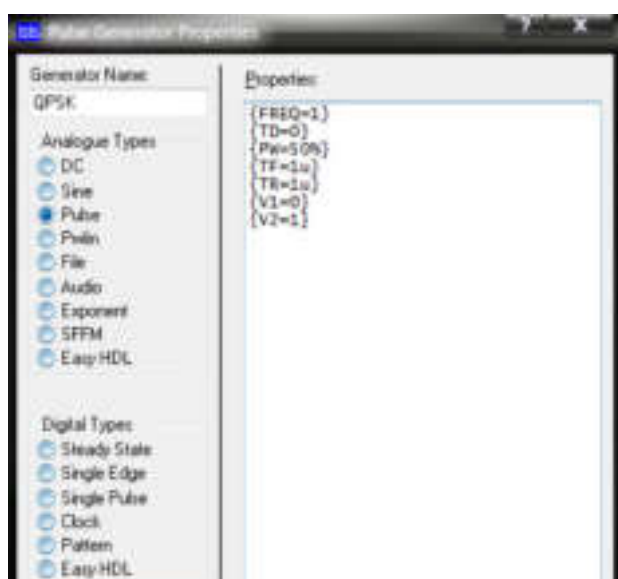 Pulse Generator Properties
? X
Generator Name:
QPSK
Analogue Types
DC
Sine
Pulse
Pwlin
File
Audio
Exponent
SFFM
Easy HDL
Digital Types
Steady State
Single Edge
Single Pulse
Clock
Pattern
Easy HDL
Properties:
{FREQ=1}
{TD=0}
{PW=50%}
{TF=1u}
{TR=1u}
{V1=0}
{V2=1}